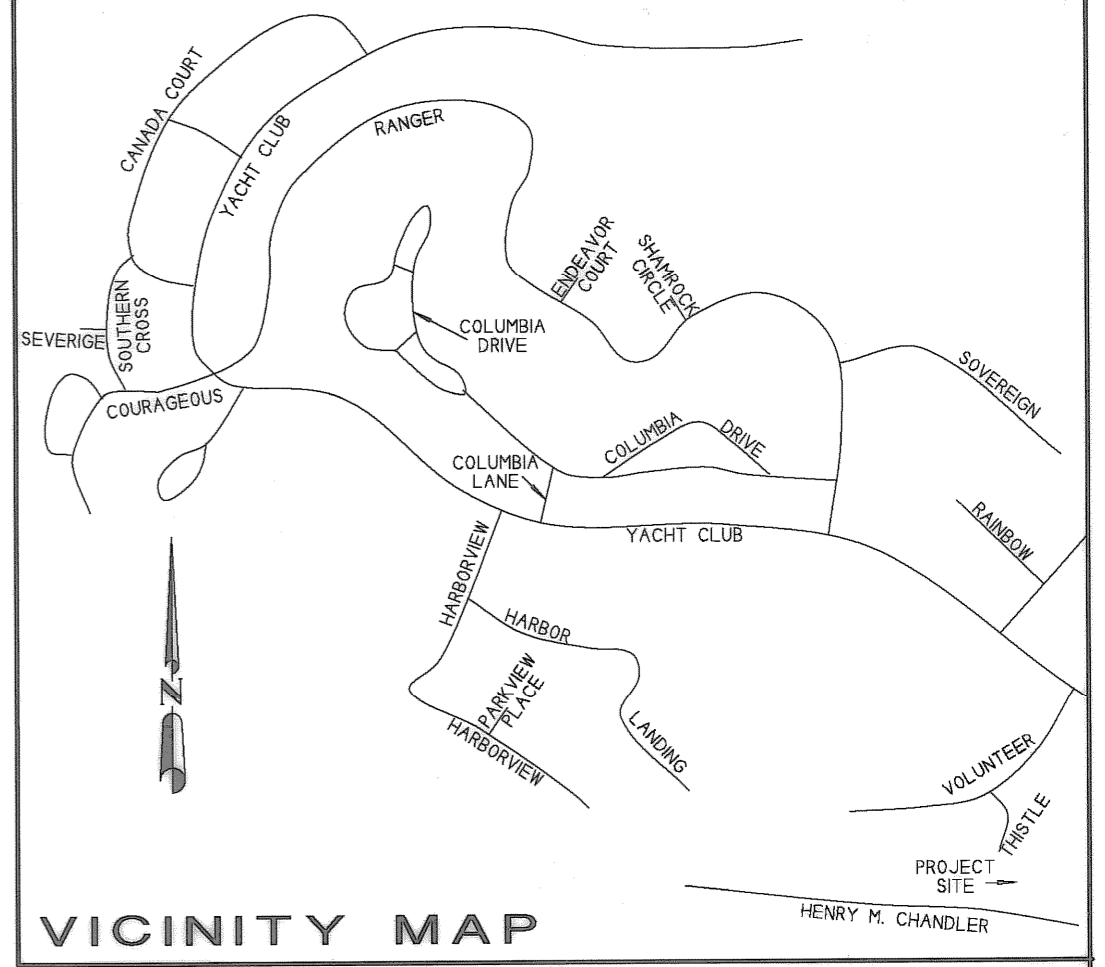 CANADA COURT
YACHT CLUB
RANGER
ENDEAVOR
COURT
SHAMROCK
CIRCLE
SOUTHERN
CROSS
SEVERIGE
COLUMBIA
DRIVE
SOVEREIGN
COURAGEOUS
COLUMBIA DRIVE
COLUMBIA
LANE
YACHT CLUB
RAINBOW
HARBORVIEW
HARBOR
PARKVIEW
PLACE
LANDING
HARBORVIEW
N
VOLUNTEER
THISTLE
PROJECT
SITE
HENRY M. CHANDLER
VICINITY MAP